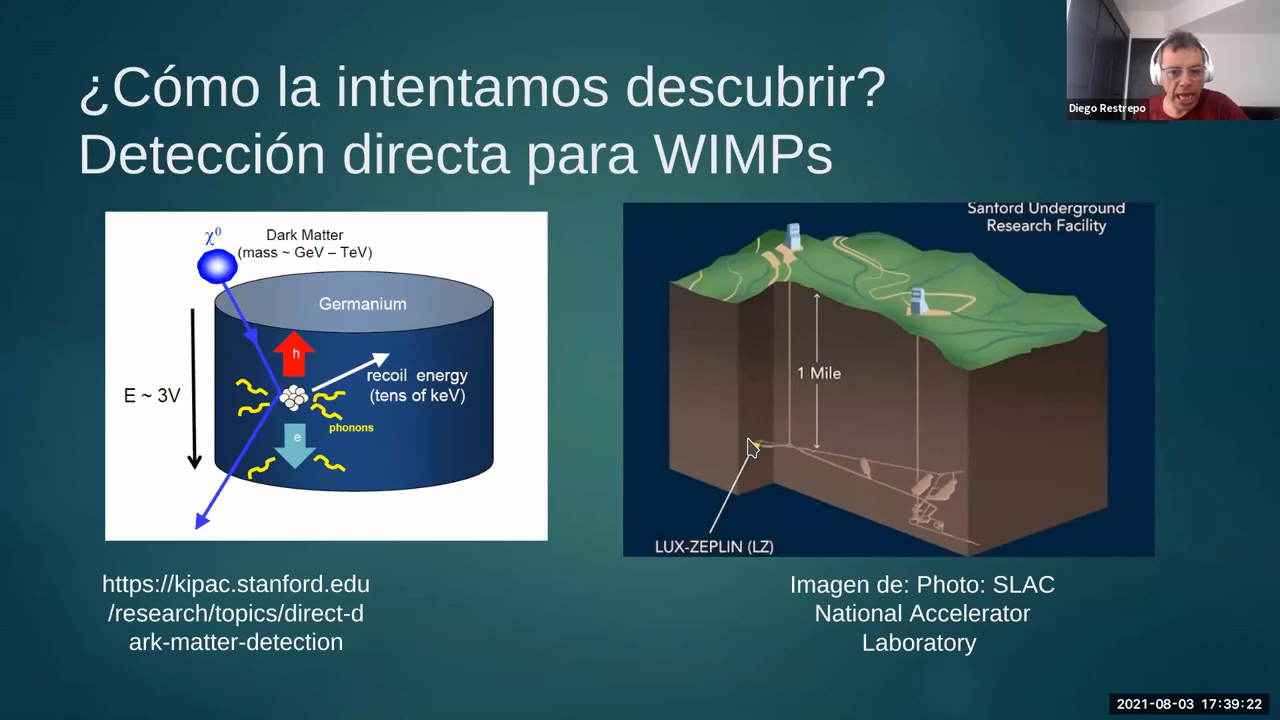 ¿Cómo la intentamos descubrir?
Detección directa para WIMPs
Diego Restrepo
χ⁰
Dark Matter
(mass ~ GeV – TeV)
Germanium
h
E ~ 3V
recoil energy
(tens of keV)
phonons
e
Sanford Underground
Research Facility
1 Mile
LUX-ZEPLIN (LZ)
https://kipac.stanford.edu
/research/topics/direct-d
ark-matter-detection
Imagen de: Photo: SLAC
National Accelerator
Laboratory
2021-08-03 17:39:22